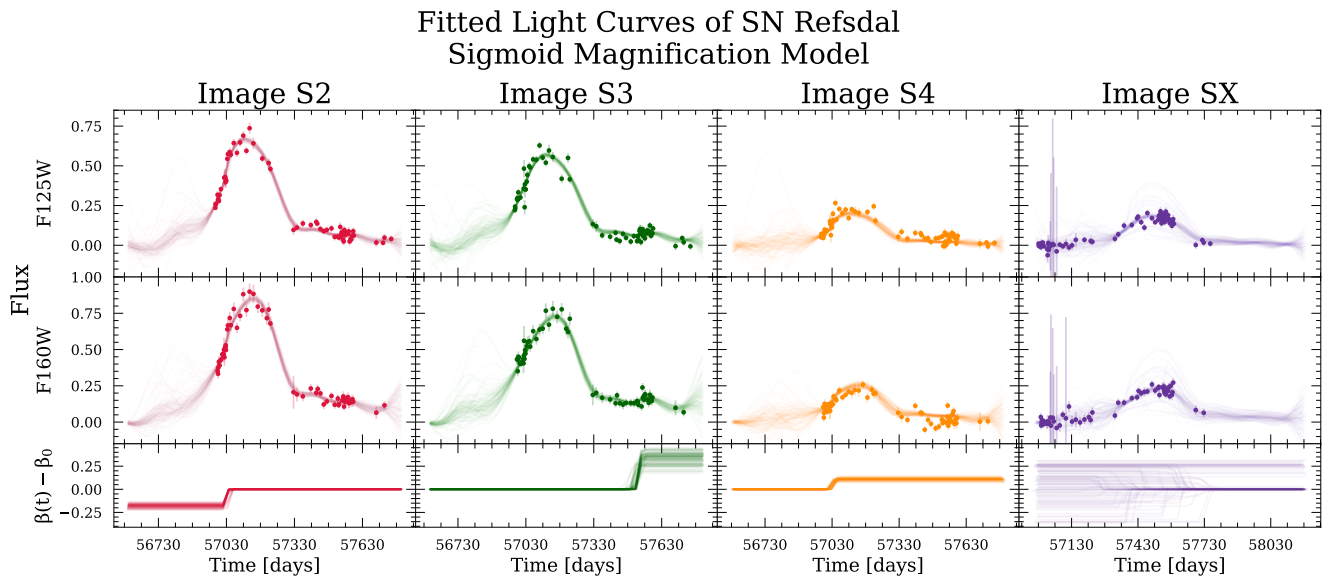 Fitted Light Curves of SN Refsdal
Sigmoid Magnification Model
Image S2 Image S3 Image S4 Image SX
Flux
F125W
0.75
0.50
0.25
0.00
F160W
1.00
0.75
0.50
0.25
0.00
β(t) − β₀
0.25
0.00
−0.25
56730 57030 57330 57630 56730 57030 57330 57630 56730 57030 57330 57630 57130 57430 57730 58030
Time [days] Time [days] Time [days] Time [days]